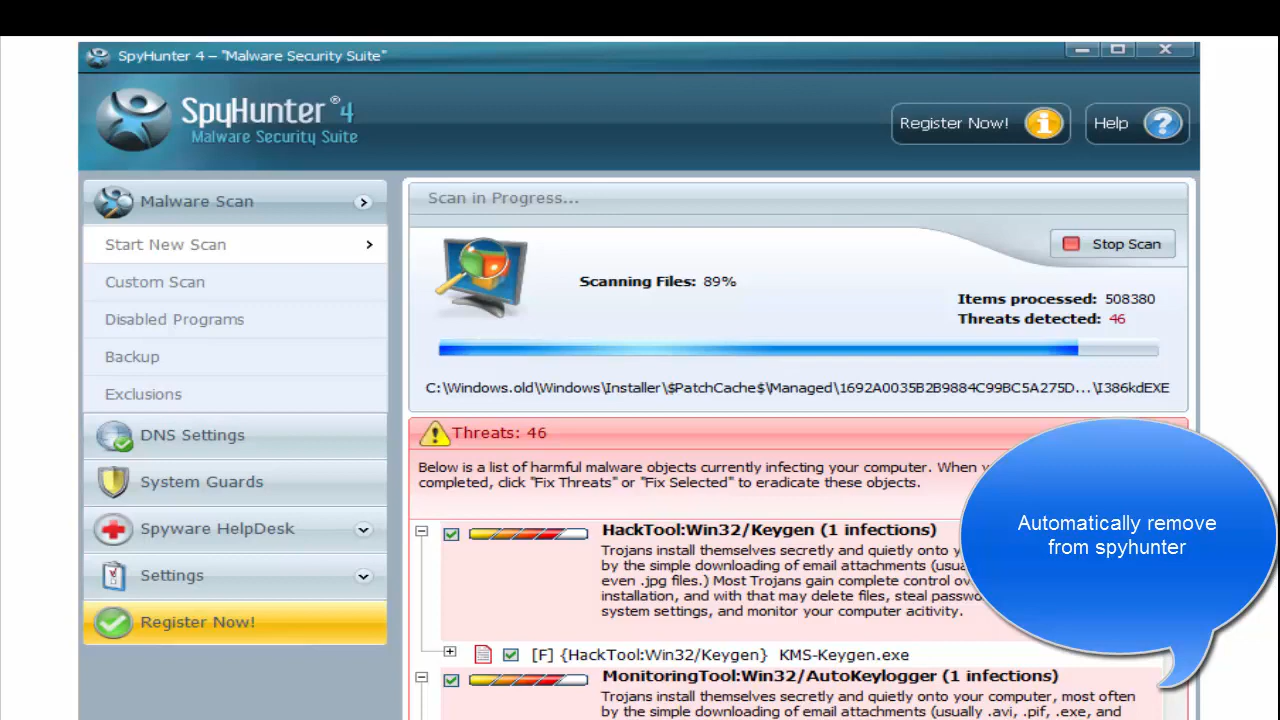 SpyHunter 4 – "Malware Security Suite"
SpyHunter®4
Malware Security Suite
Register Now!
Help
Malware Scan
Start New Scan
Custom Scan
Disabled Programs
Backup
Exclusions
DNS Settings
System Guards
Spyware HelpDesk
Settings
Register Now!
Scan in Progress...
Stop Scan
Scanning Files: 89%
Items processed: 508380
Threats detected: 46
C:\Windows.old\Windows\Installer\$PatchCache$\Managed\1692A0035B2B9884C99BC5A275D...\I386kdEXE
Threats: 46
Below is a list of harmful malware objects currently infecting your computer. When
completed, click "Fix Threats" or "Fix Selected" to eradicate these objects.
HackTool:Win32/Keygen (1 infections)
Trojans install themselves secretly and quietly onto
by the simple downloading of email attachments
even .jpg files.) Most Trojans gain complete control
installation, and with that may delete files, steal
system settings, and monitor your computer acitivity.
[F] {HackTool:Win32/Keygen} KMS-Keygen.exe
MonitoringTool:Win32/AutoKeylogger (1 infections)
Trojans install themselves secretly and quietly onto your computer, most often
by the simple downloading of email attachments (usually .avi, .pif, .exe, and
Automatically remove
from spyhunter